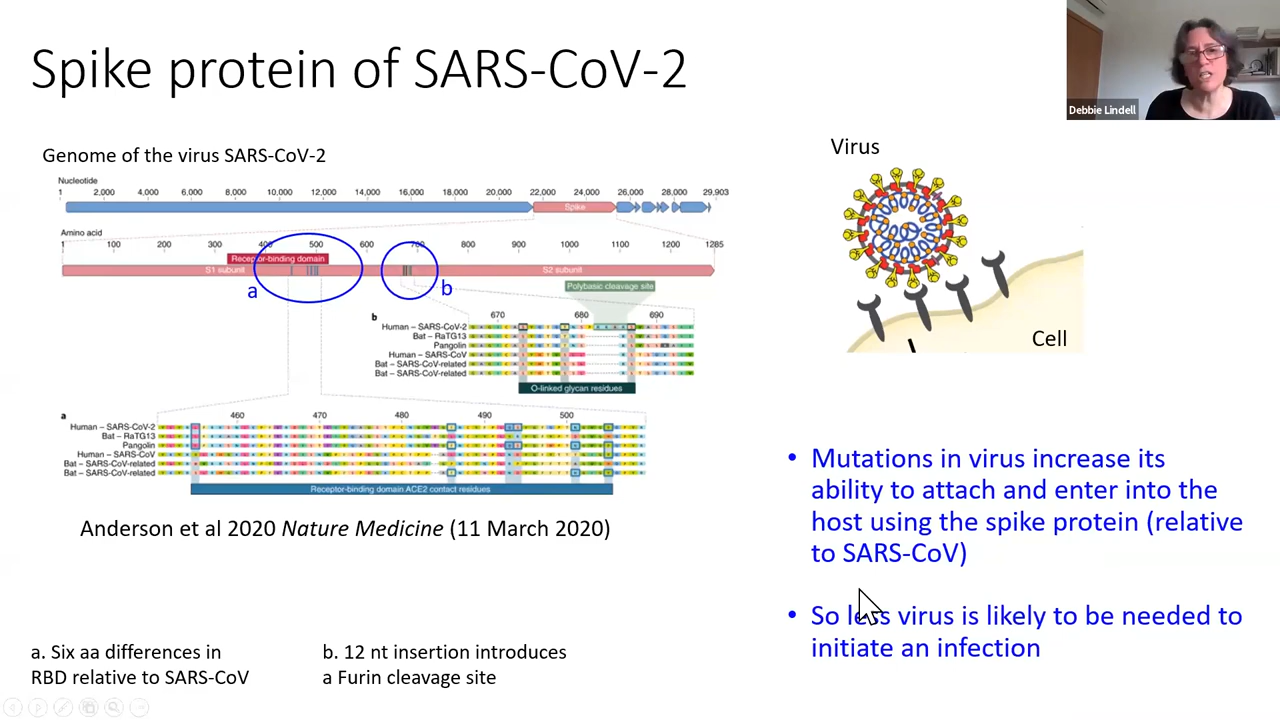 Spike protein of SARS-CoV-2
Debbie Lindell
Genome of the virus SARS-CoV-2
Nucleotide
1 2,000 4,000 6,000 8,000 10,000 12,000 14,000 16,000 18,000 20,000 22,000 24,000 26,000 28,000 29,903
Spike
Amino acid
1 100 200 300 400 500 600 700 800 900 1000 1100 1200 1285
Receptor-binding domain
S1 subunit
S2 subunit
a
b
Polybasic cleavage site
b
670 680 690
Human – SARS-CoV-2
Bat – RaTG13
Pangolin
Human – SARS-CoV
Bat – SARS-CoV-related
Bat – SARS-CoV-related
O-linked glycan residues
a
460 470 480 490 500
Human – SARS-CoV-2
Bat – RaTG13
Pangolin
Human – SARS-CoV
Bat – SARS-CoV-related
Bat – SARS-CoV-related
Receptor-binding domain ACE2 contact residues
Anderson et al 2020 Nature Medicine (11 March 2020)
a. Six aa differences in
RBD relative to SARS-CoV
b. 12 nt insertion introduces
a Furin cleavage site
Virus
Cell
• Mutations in virus increase its
ability to attach and enter into the
host using the spike protein (relative
to SARS-CoV)
• So less virus is likely to be needed to
initiate an infection